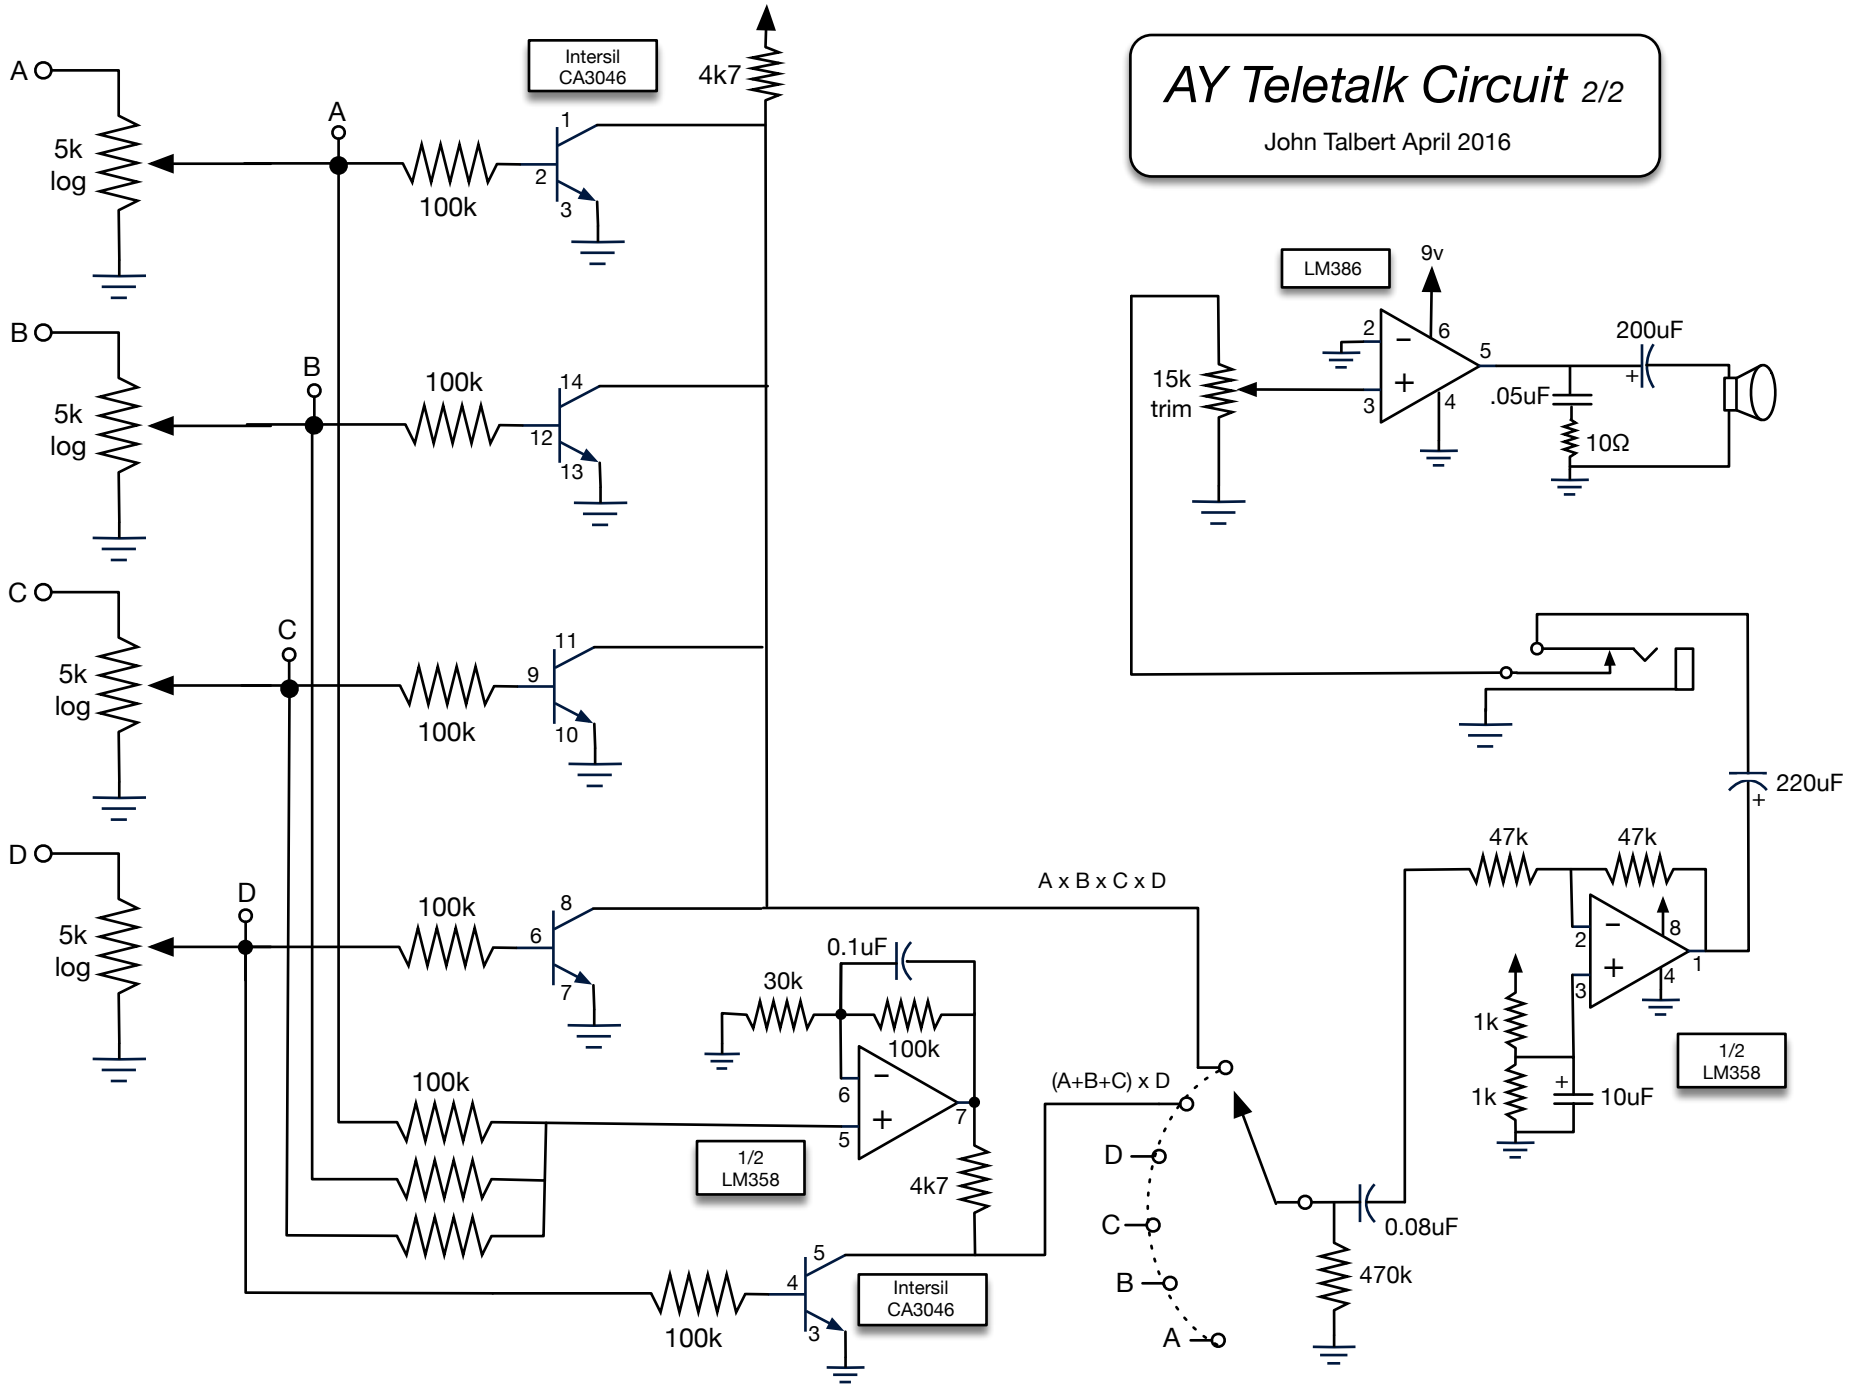 AY Teletalk Circuit 2/2
John Talbert April 2016
A
5k
log
A
100k
Intersil
CA3046
1
2
3
4k7
B
5k
log
B
100k
14
12
13
C
5k
log
C
100k
11
9
10
D
5k
log
D
100k
8
6
7
A x B x C x D
0.1uF
30k
100k
−
6
+
5
7
1/2
LM358
4k7
100k
(A+B+C) x D
100k
5
4
3
Intersil
CA3046
D
C
B
A
0.08uF
470k
47k
47k
−
2
+
3
8
4
1
1k
1k
+
10uF
1/2
LM358
220uF
+
LM386
9v
15k
trim
2
−
6
5
+
3
4
200uF
+
.05uF
10Ω